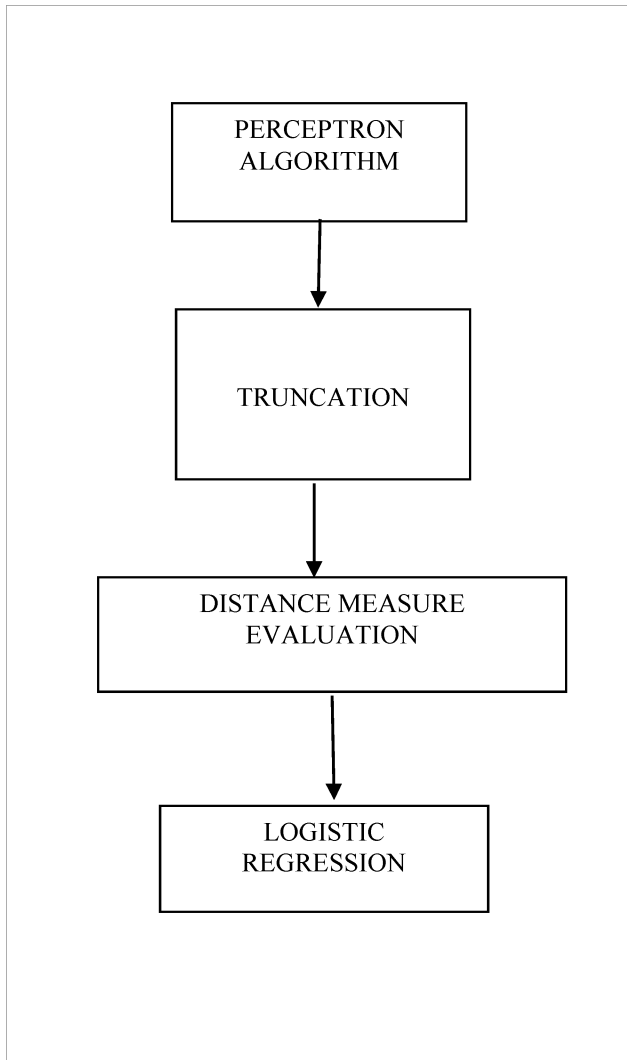 PERCEPTRON
ALGORITHM
TRUNCATION
DISTANCE MEASURE
EVALUATION
LOGISTIC
REGRESSION